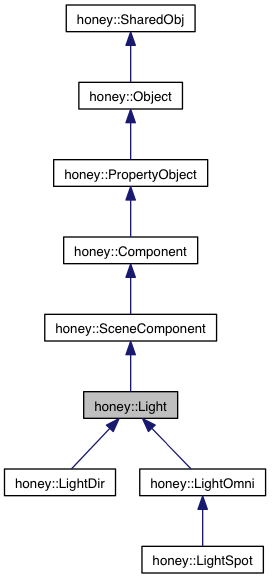 honey::SharedObj
honey::Object
honey::PropertyObject
honey::Component
honey::SceneComponent
honey::Light
honey::LightDir
honey::LightOmni
honey::LightSpot